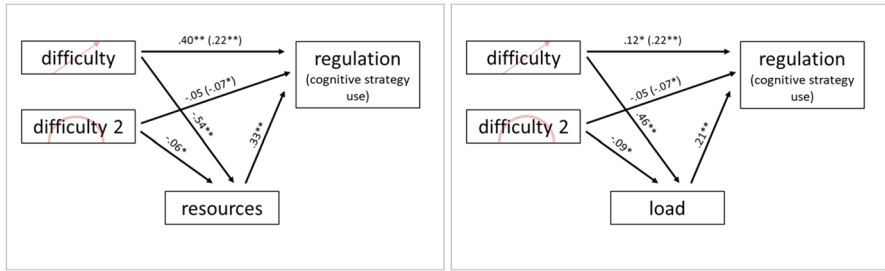 difficulty
.40** (.22**)
regulation
(cognitive strategy
use)
-.05 (-.07*)
difficulty 2
-.54**
-.06*
.33**
resources
difficulty
.12* (.22**)
regulation
(cognitive strategy
use)
-.05 (-.07*)
difficulty 2
.46**
-.09*
.21**
load